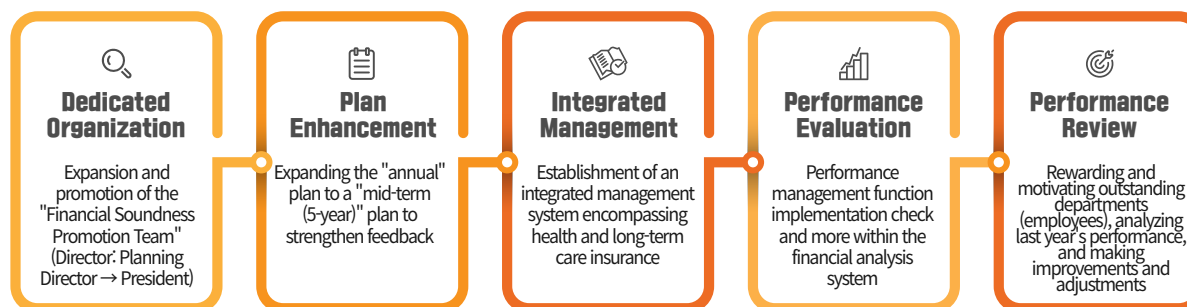 Dedicated
Organization
Expansion and
promotion of the
"Financial Soundness
Promotion Team"
(Director: Planning
Director → President)
Plan
Enhancement
Expanding the "annual"
plan to a "mid-term
(5-year)" plan to
strengthen feedback
Integrated
Management
Establishment of an
integrated management
system encompassing
health and long-term
care insurance
Performance
Evaluation
Performance
management function
implementation check
and more within the
financial analysis
system
Performance
Review
Rewarding and
motivating outstanding
departments
(employees), analyzing
last year's performance,
and making
improvements and
adjustments